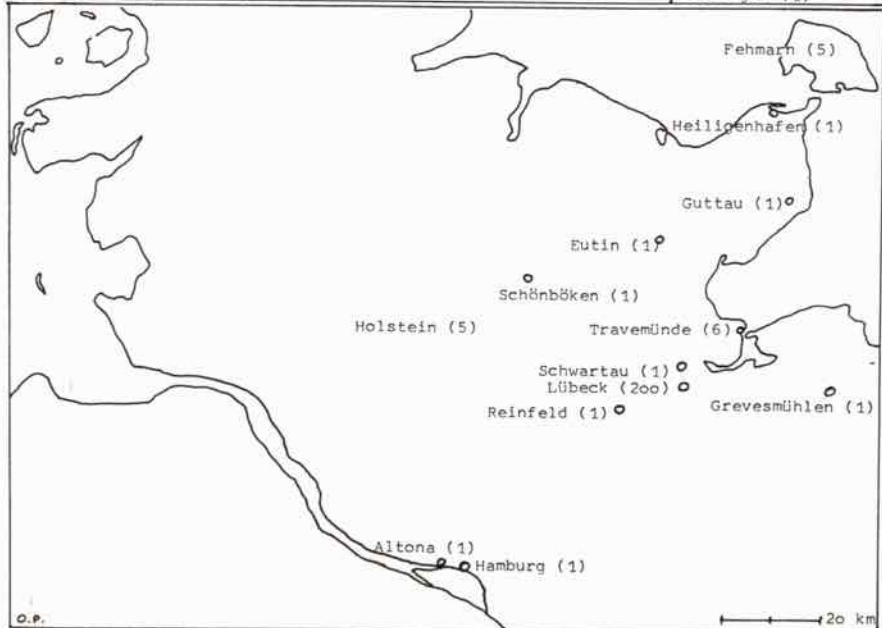 Fehmarn (5)
Heiligenhafen (1)
Guttau (1)
Eutin (1)
Schönböken (1)
Holstein (5)
Travemünde (6)
Schwartau (1)
Lübeck (2oo)
Reinfeld (1)
Grevesmühlen (1)
Altona (1)
Hamburg (1)
O.P.
2o km